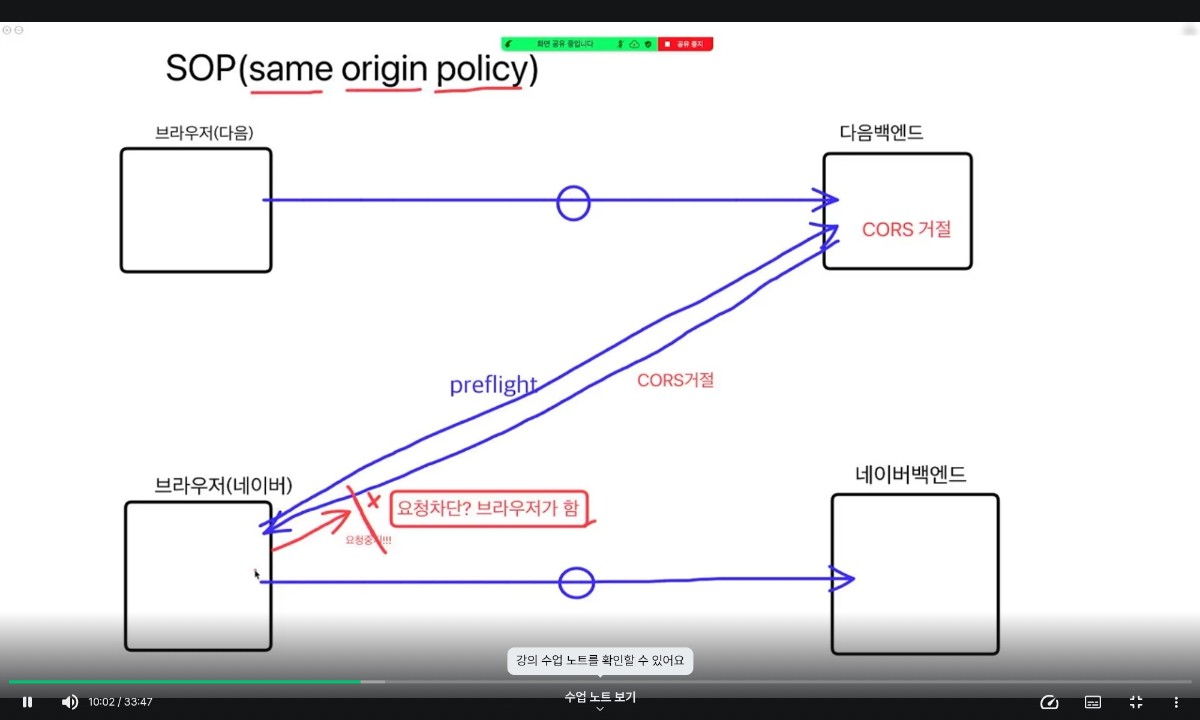 화면 공유 중입니다
공유 중지
SOP(same origin policy)
브라우저(다음)
다음백엔드
CORS 거절
preflight
CORS거절
브라우저(네이버)
네이버백엔드
요청차단? 브라우저가 함
요청중지!!!
강의 수업 노트를 확인할 수 있어요
수업 노트 보기
10:02 / 33:47